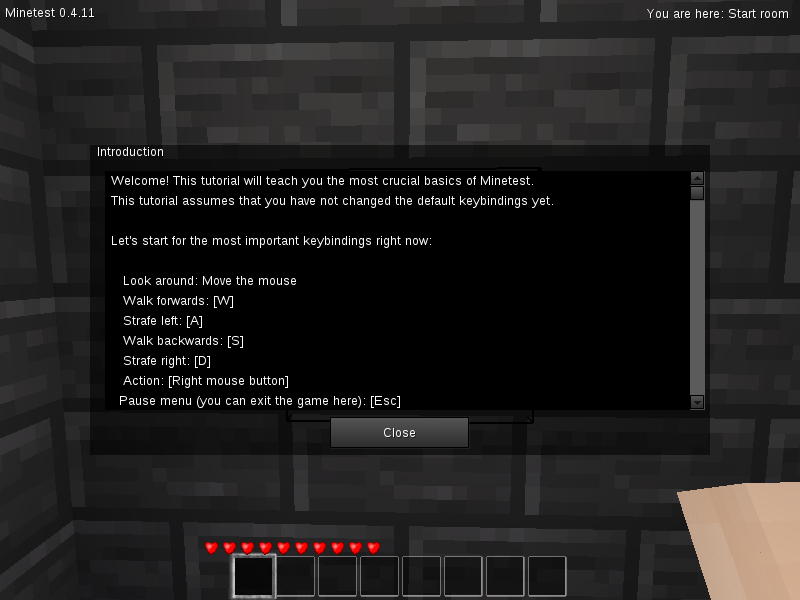 Minetest 0.4.11
You are here: Start room
Introduction
Welcome! This tutorial will teach you the most crucial basics of Minetest.
This tutorial assumes that you have not changed the default keybindings yet.
Let's start for the most important keybindings right now:
Look around: Move the mouse
Walk forwards: [W]
Strafe left: [A]
Walk backwards: [S]
Strafe right: [D]
Action: [Right mouse button]
Pause menu (you can exit the game here): [Esc]
Close